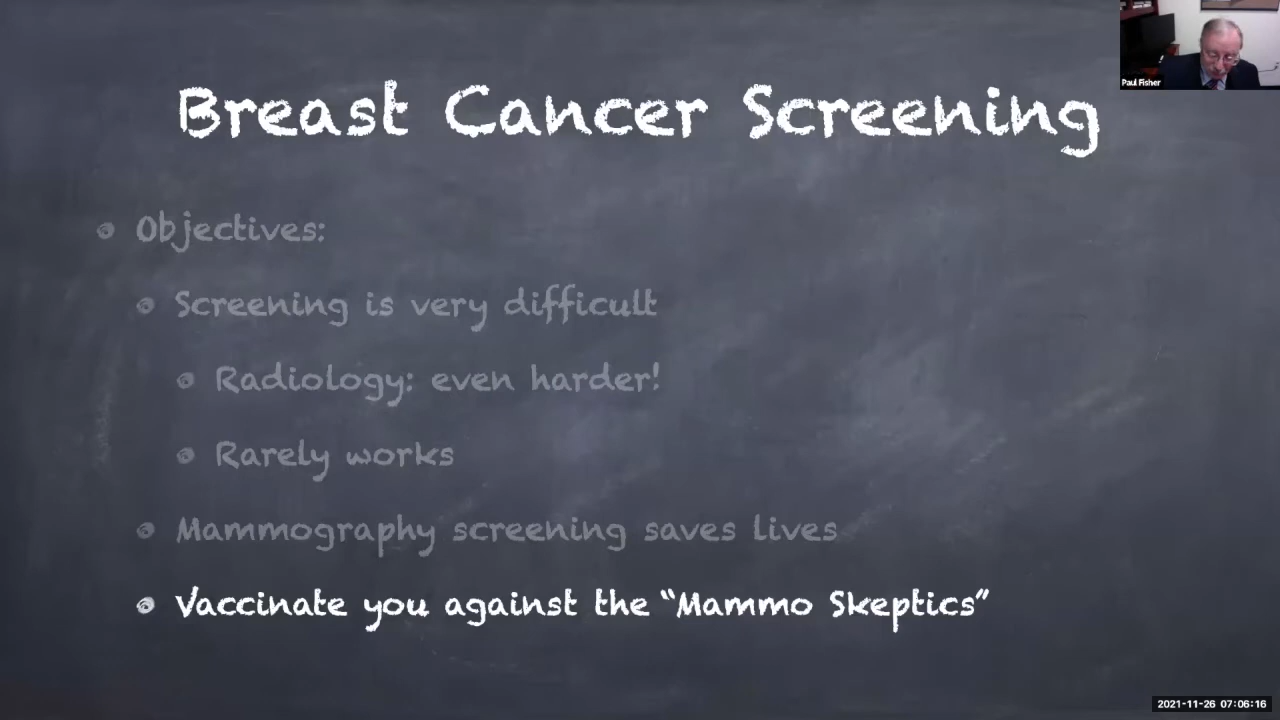 Paul Fisher
Breast Cancer Screening
Objectives:
Screening is very difficult
Radiology: even harder!
Rarely works
Mammography screening saves lives
Vaccinate you against the “Mammo Skeptics”
2021-11-26 07:06:16